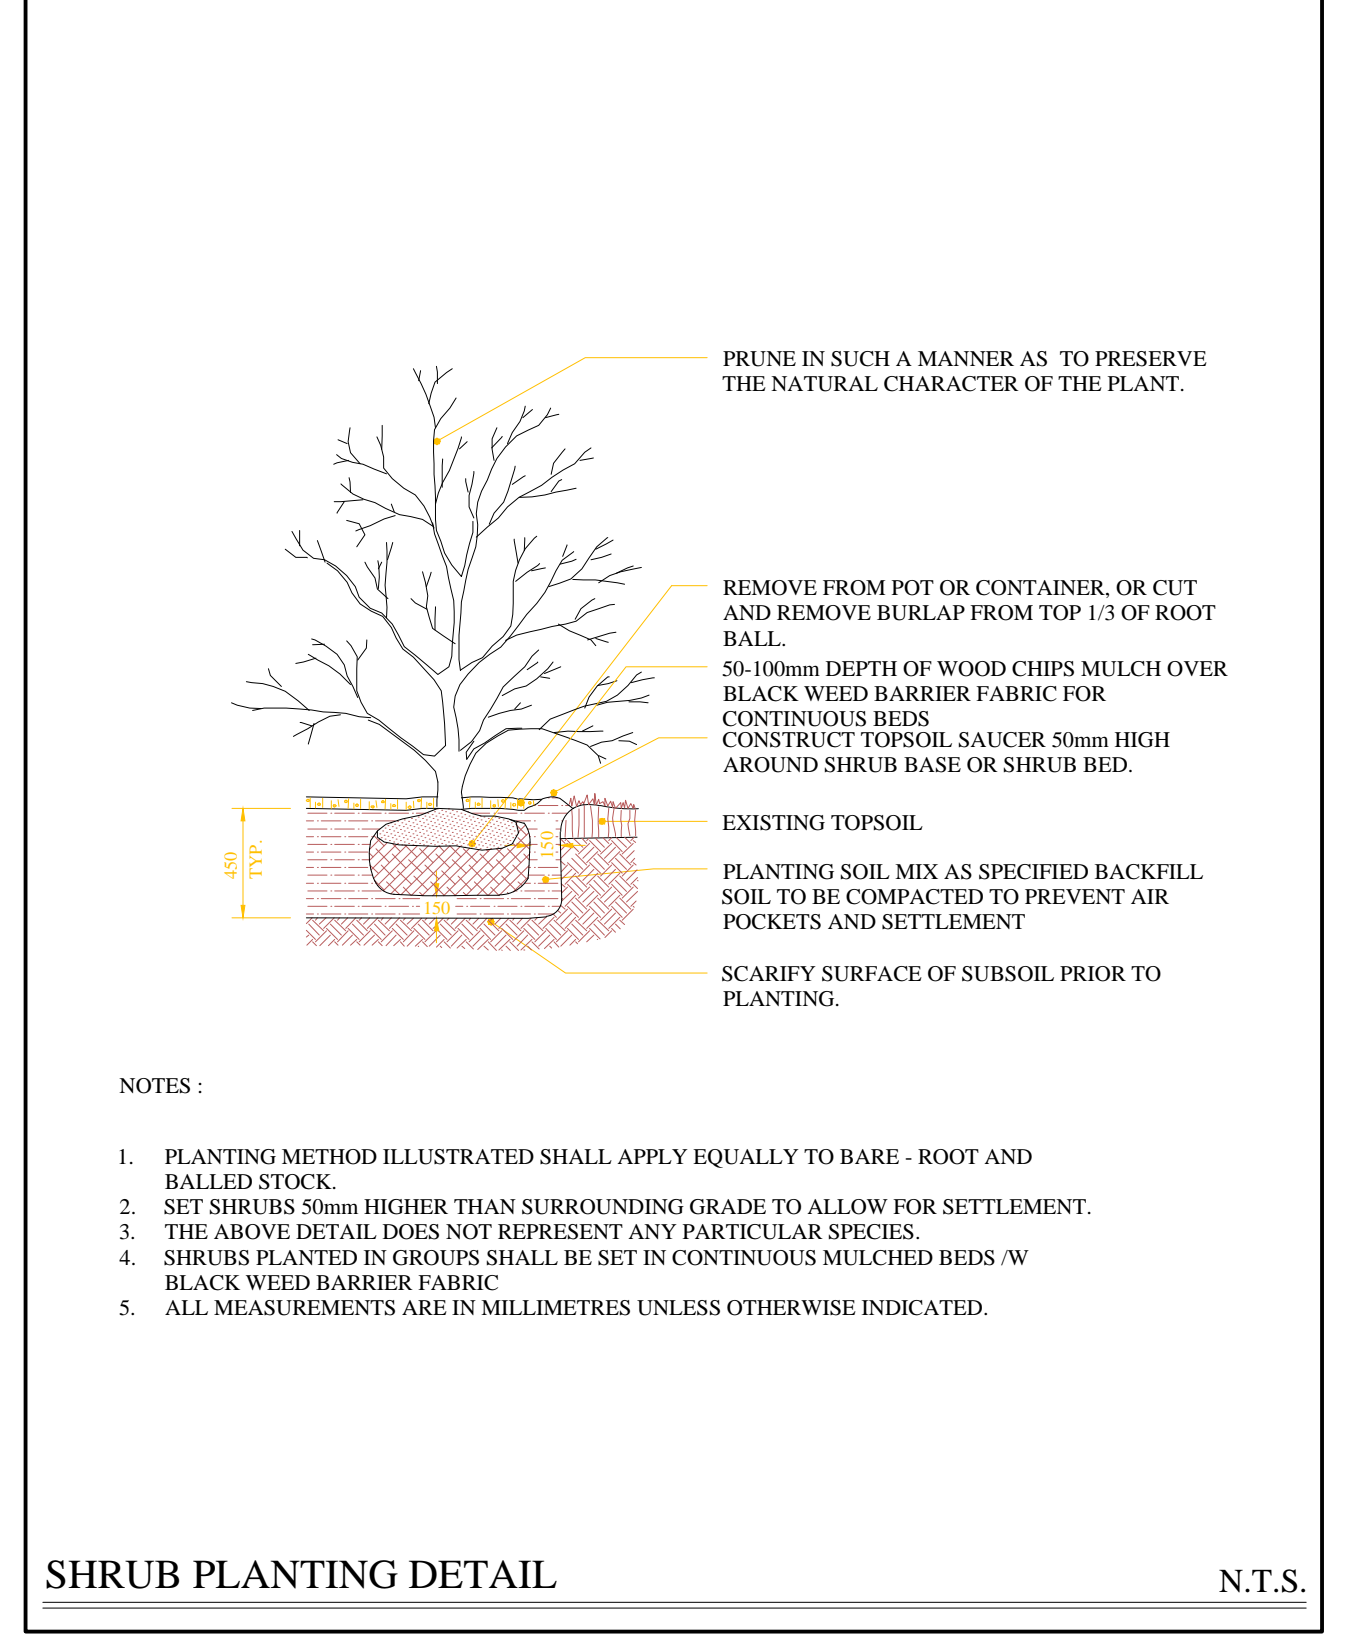 PRUNE IN SUCH A MANNER AS TO PRESERVE
THE NATURAL CHARACTER OF THE PLANT.
REMOVE FROM POT OR CONTAINER, OR CUT
AND REMOVE BURLAP FROM TOP 1/3 OF ROOT
BALL.
50-100mm DEPTH OF WOOD CHIPS MULCH OVER
BLACK WEED BARRIER FABRIC FOR
CONTINUOUS BEDS
CONSTRUCT TOPSOIL SAUCER 50mm HIGH
AROUND SHRUB BASE OR SHRUB BED.
EXISTING TOPSOIL
450
TYP.
150
150
PLANTING SOIL MIX AS SPECIFIED BACKFILL
SOIL TO BE COMPACTED TO PREVENT AIR
POCKETS AND SETTLEMENT
SCARIFY SURFACE OF SUBSOIL PRIOR TO
PLANTING.
NOTES :
1. PLANTING METHOD ILLUSTRATED SHALL APPLY EQUALLY TO BARE - ROOT AND
BALLED STOCK.
2. SET SHRUBS 50mm HIGHER THAN SURROUNDING GRADE TO ALLOW FOR SETTLEMENT.
3. THE ABOVE DETAIL DOES NOT REPRESENT ANY PARTICULAR SPECIES.
4. SHRUBS PLANTED IN GROUPS SHALL BE SET IN CONTINUOUS MULCHED BEDS /W
BLACK WEED BARRIER FABRIC
5. ALL MEASUREMENTS ARE IN MILLIMETRES UNLESS OTHERWISE INDICATED.
SHRUB PLANTING DETAIL
N.T.S.